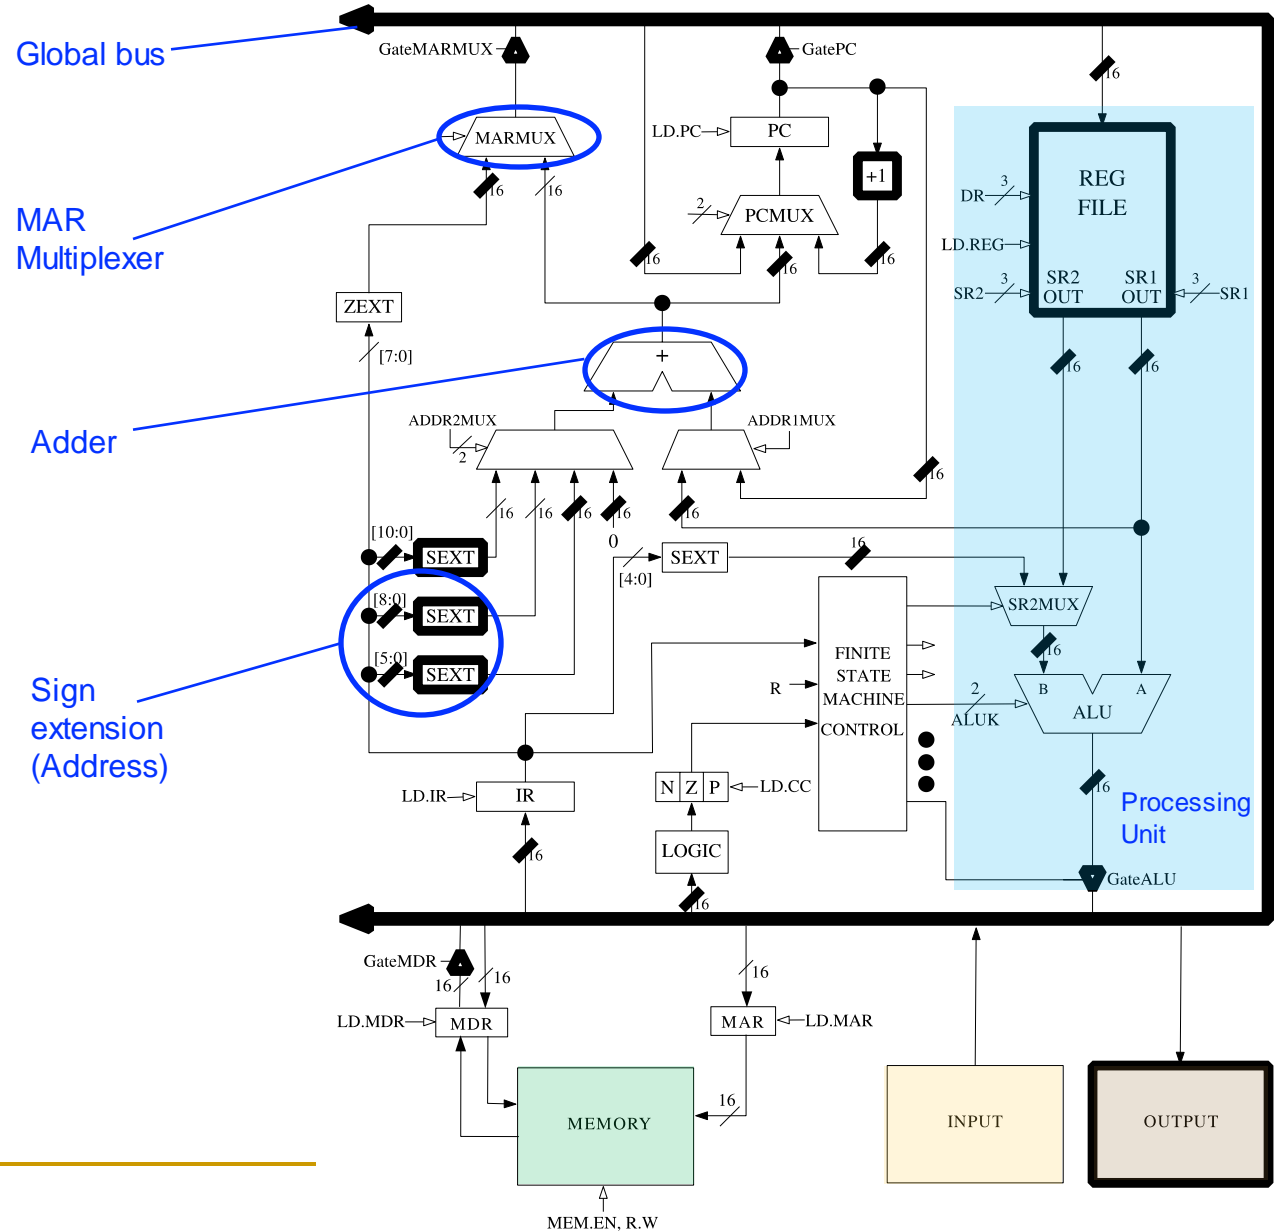 Global bus
GateMARMUX
GatePC
16
MARMUX
LD.PC
PC
16
16
+1
REG
FILE
3
DR
2
PCMUX
MAR
Multiplexer
LD.REG
16
16
16
ZEXT
SR2
OUT
SR1
OUT
3
SR2
3
SR1
[7:0]
+
16
16
Adder
ADDR2MUX
2
ADDR1MUX
16
16
16
16
16
16
0
[10:0]
SEXT
[4:0]
SEXT
16
[8:0]
SEXT
SR2MUX
[5:0]
SEXT
16
Sign
extension
(Address)
FINITE
STATE
MACHINE
CONTROL
R
2
ALUK
B
A
ALU
LD.IR
IR
N Z P
LD.CC
16
Processing
Unit
16
LOGIC
16
GateALU
GateMDR
16
16
16
LD.MDR
MDR
MAR
LD.MAR
16
MEMORY
INPUT
OUTPUT
MEM.EN, R.W